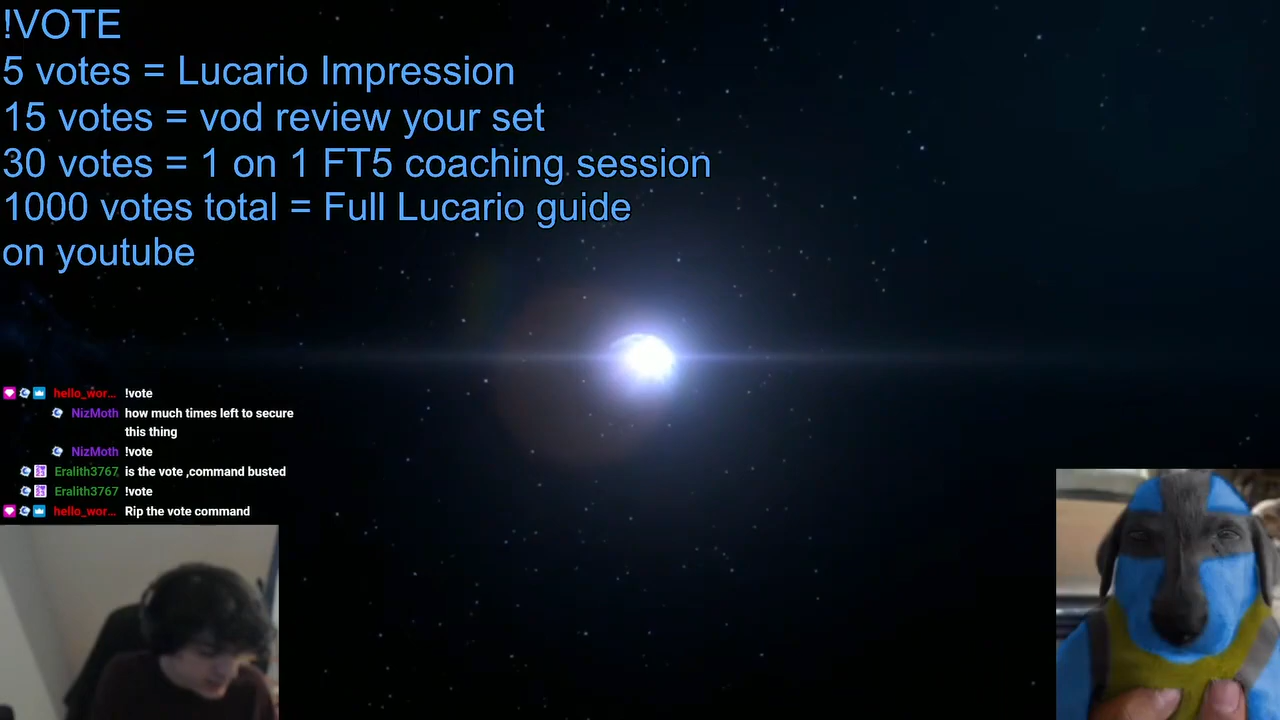 !VOTE
5 votes = Lucario Impression
15 votes = vod review your set
30 votes = 1 on 1 FT5 coaching session
1000 votes total = Full Lucario guide
on youtube
hello_wor... !vote
NizMoth how much times left to secure
this thing
NizMoth !vote
Eralith3767 is the vote ,command busted
Eralith3767 !vote
hello_wor... Rip the vote command